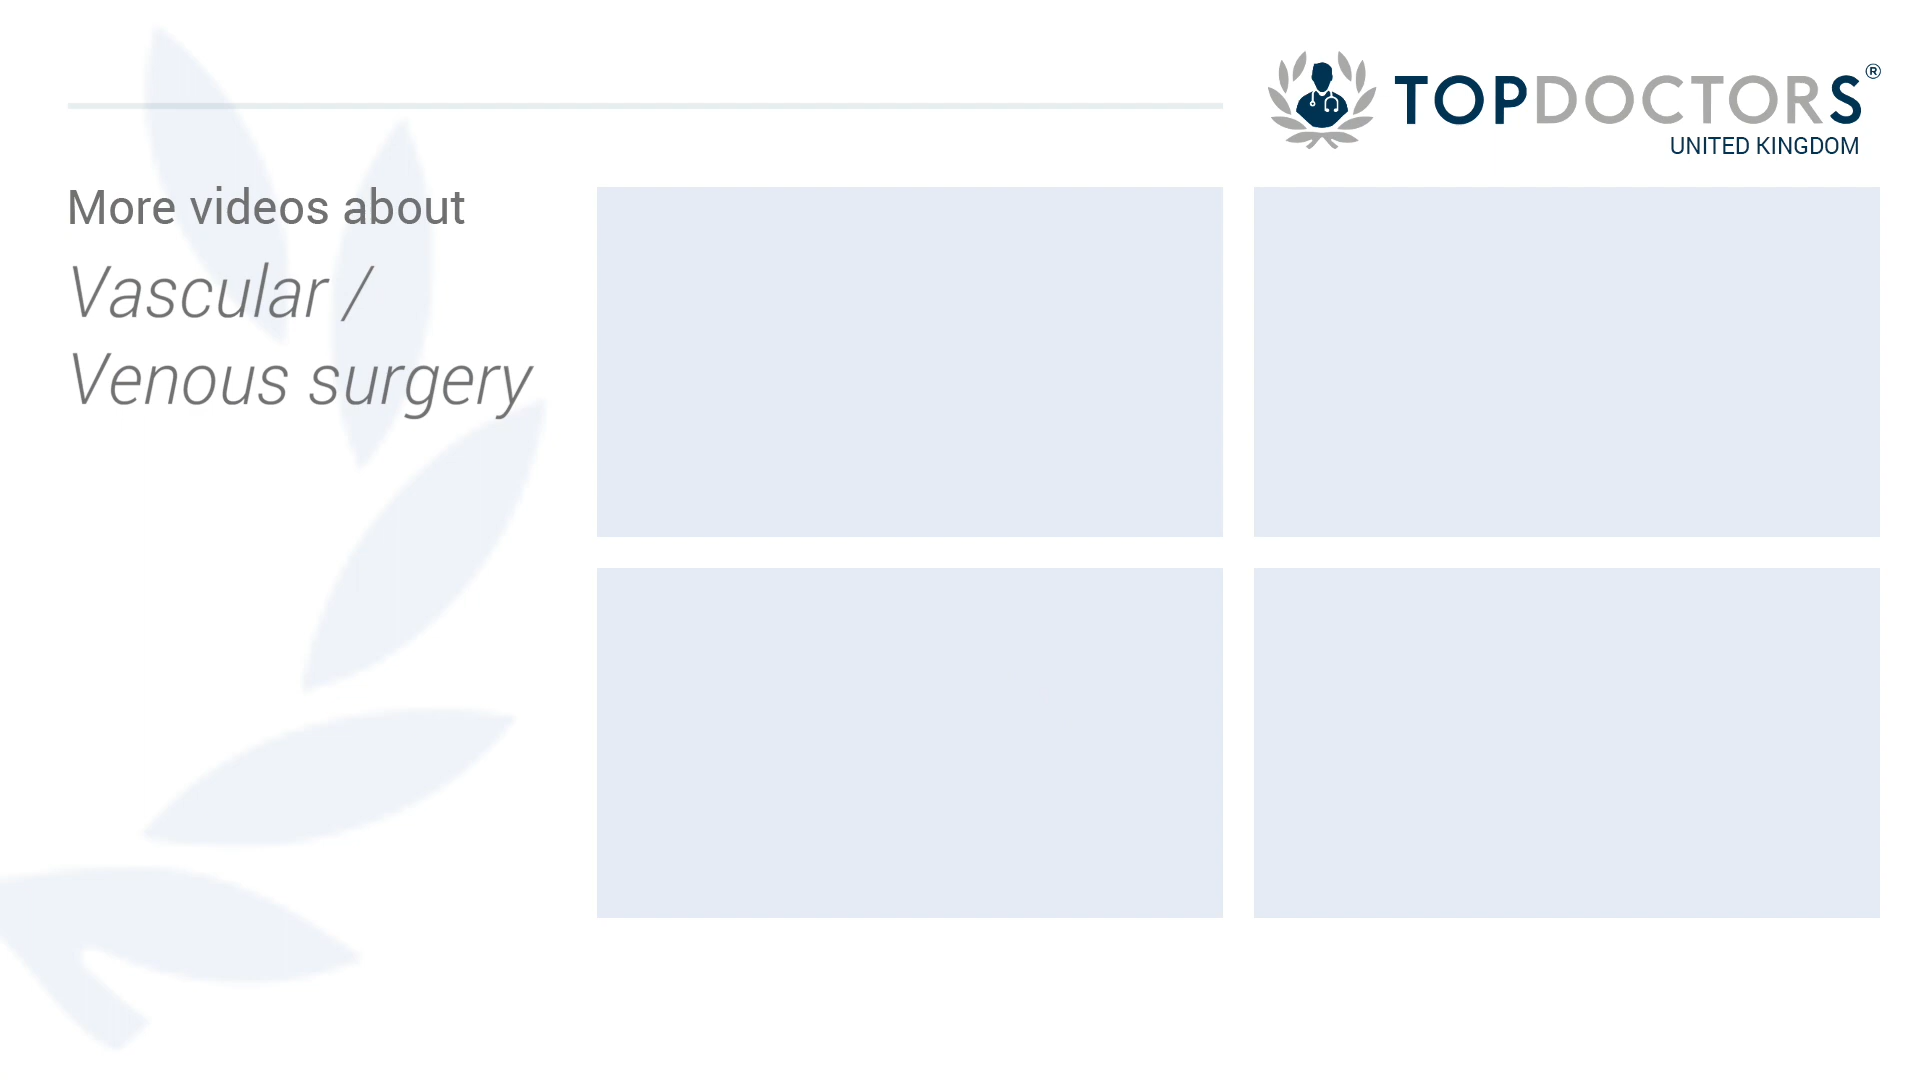 TOPDOCTORS®
UNITED KINGDOM
More videos about
Vascular /
Venous surgery